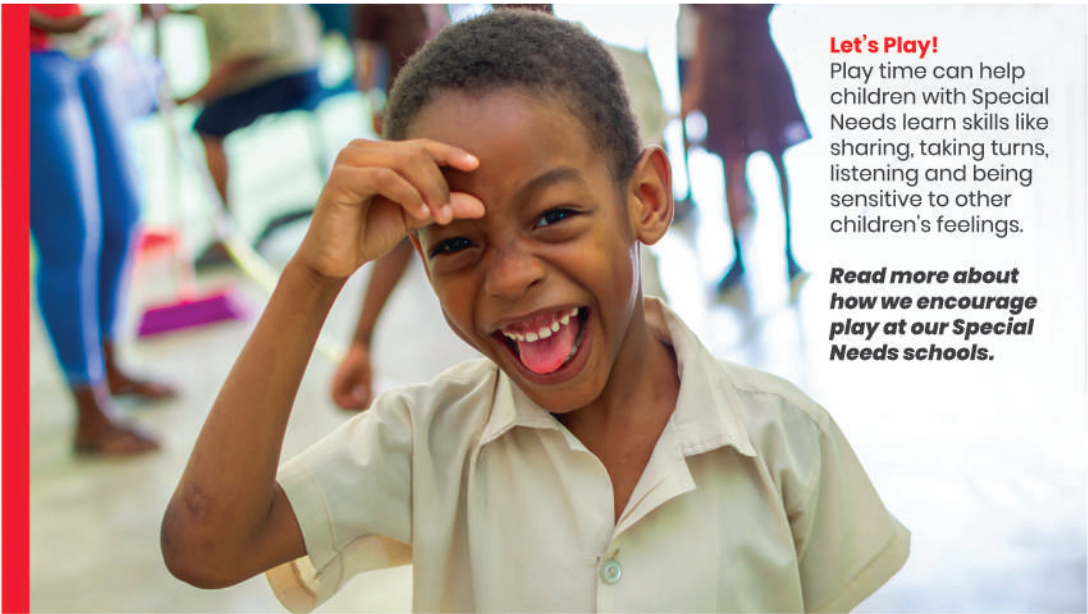 Let's Play!
Play time can help
children with Special
Needs learn skills like
sharing, taking turns,
listening and being
sensitive to other
children's feelings.
Read more about
how we encourage
play at our Special
Needs schools.